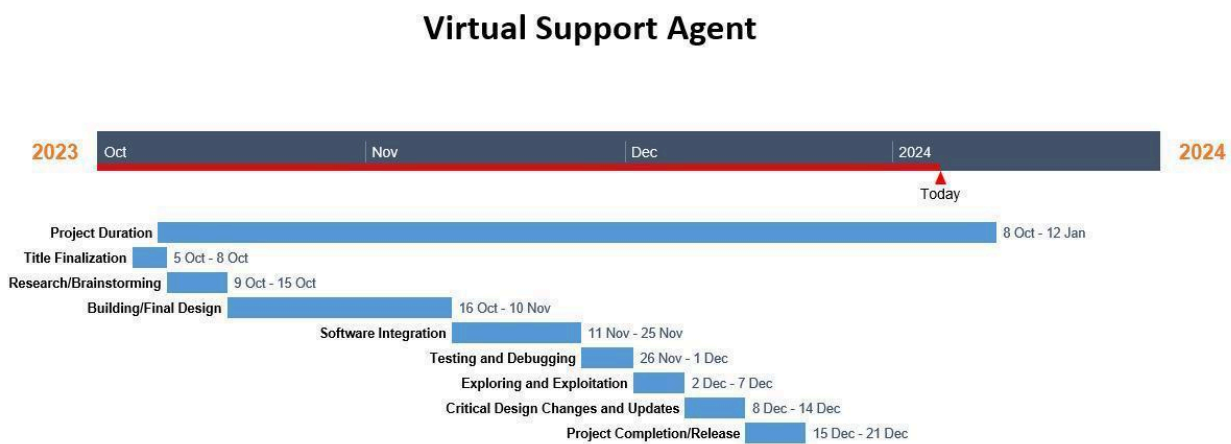 Virtual Support Agent
2023 Oct Nov Dec 2024 2024
Today
Project Duration 8 Oct - 12 Jan
Title Finalization 5 Oct - 8 Oct
Research/Brainstorming 9 Oct - 15 Oct
Building/Final Design 16 Oct - 10 Nov
Software Integration 11 Nov - 25 Nov
Testing and Debugging 26 Nov - 1 Dec
Exploring and Exploitation 2 Dec - 7 Dec
Critical Design Changes and Updates 8 Dec - 14 Dec
Project Completion/Release 15 Dec - 21 Dec